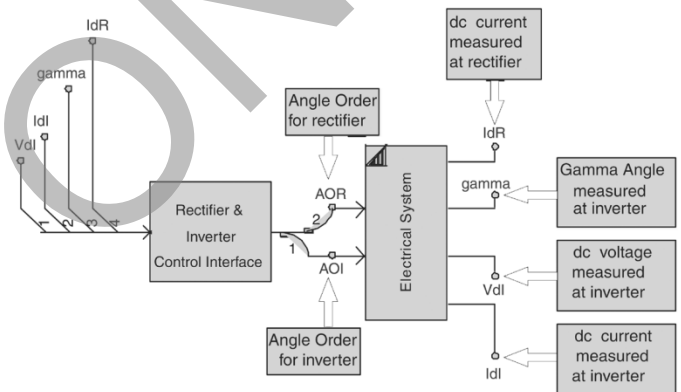 IdR
gamma
IdI
VdI
1
2
3
4
Rectifier &
Inverter
Control Interface
Angle Order
for rectifier
AOR
2
1
AOI
Angle Order
for inverter
Electrical System
dc current
measured
at rectifier
IdR
gamma
Gamma Angle
measured
at inverter
dc voltage
measured
at inverter
VdI
dc current
measured
at inverter
IdI